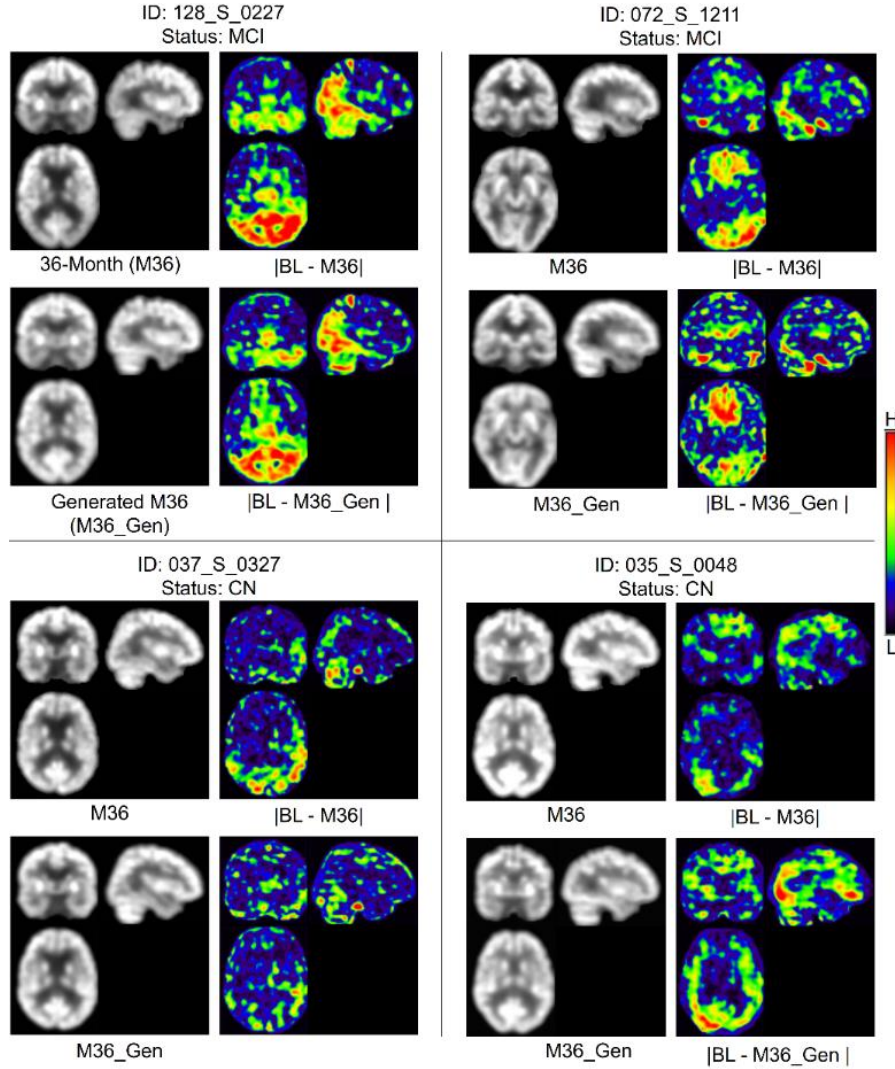 ID: 128_S_0227
Status: MCI
36-Month (M36)
|BL - M36|
Generated M36
(M36_Gen)
|BL - M36_Gen |
ID: 072_S_1211
Status: MCI
M36
|BL - M36|
M36_Gen
|BL - M36_Gen |
H
L
ID: 037_S_0327
Status: CN
M36
|BL - M36|
M36_Gen
ID: 035_S_0048
Status: CN
M36
|BL - M36|
M36_Gen
|BL - M36_Gen |